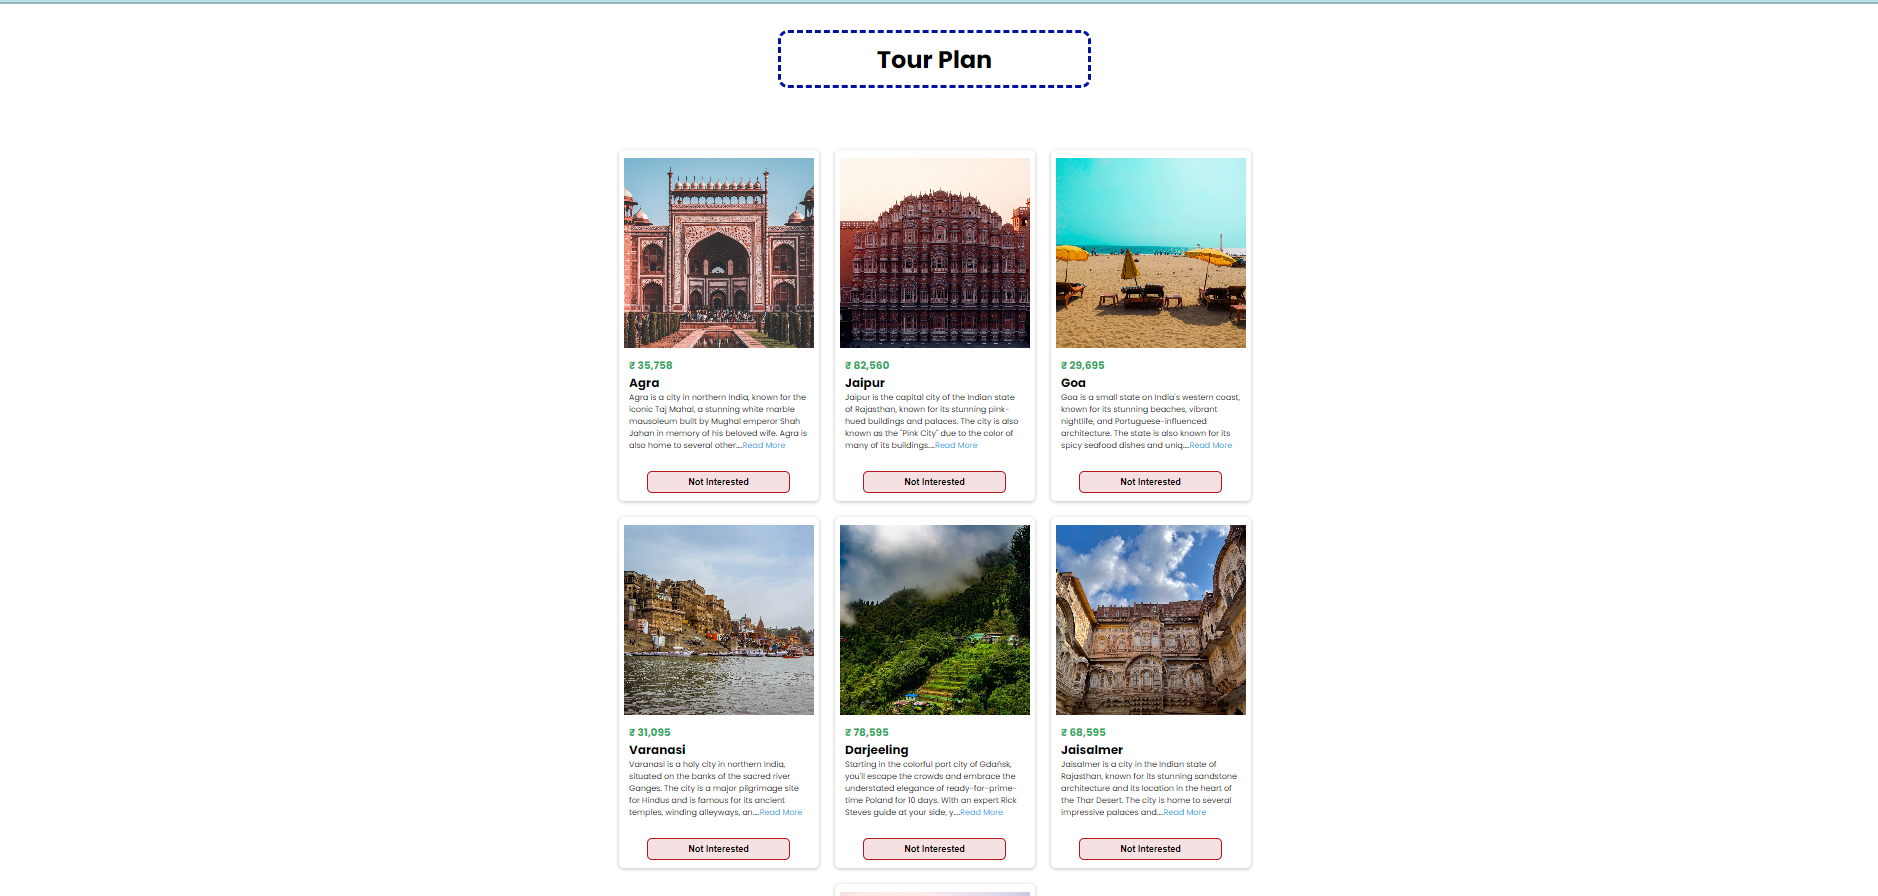 Tour Plan
₹ 35,758
Agra
Agra is a city in northern India, known for the
iconic Taj Mahal, a stunning white marble
mausoleum built by Mughal emperor Shah
Jahan in memory of his beloved wife. Agra is
also home to several other....Read More
Not Interested
₹ 82,560
Jaipur
Jaipur is the capital city of the Indian state
of Rajasthan, known for its stunning pink-
hued buildings and palaces. The city is also
known as the "Pink City" due to the color of
many of its buildings....Read More
Not Interested
₹ 29,695
Goa
Goa is a small state on India's western coast,
known for its stunning beaches, vibrant
nightlife, and Portuguese-influenced
architecture. The state is also known for its
spicy seafood dishes and uniq....Read More
Not Interested
₹ 31,095
Varanasi
Varanasi is a holy city in northern India,
situated on the banks of the sacred river
Ganges. The city is a major pilgrimage site
for Hindus and is famous for its ancient
temples, winding alleyways, an....Read More
Not Interested
₹ 78,595
Darjeeling
Starting in the colorful port city of Gdańsk,
you'll escape the crowds and embrace the
understated elegance of ready-for-prime-
time Poland for 10 days. With an expert Rick
Steves guide at your side, y....Read More
Not Interested
₹ 68,595
Jaisalmer
Jaisalmer is a city in the Indian state of
Rajasthan, known for its stunning sandstone
architecture and its location in the heart of
the Thar Desert. The city is home to several
impressive palaces and....Read More
Not Interested